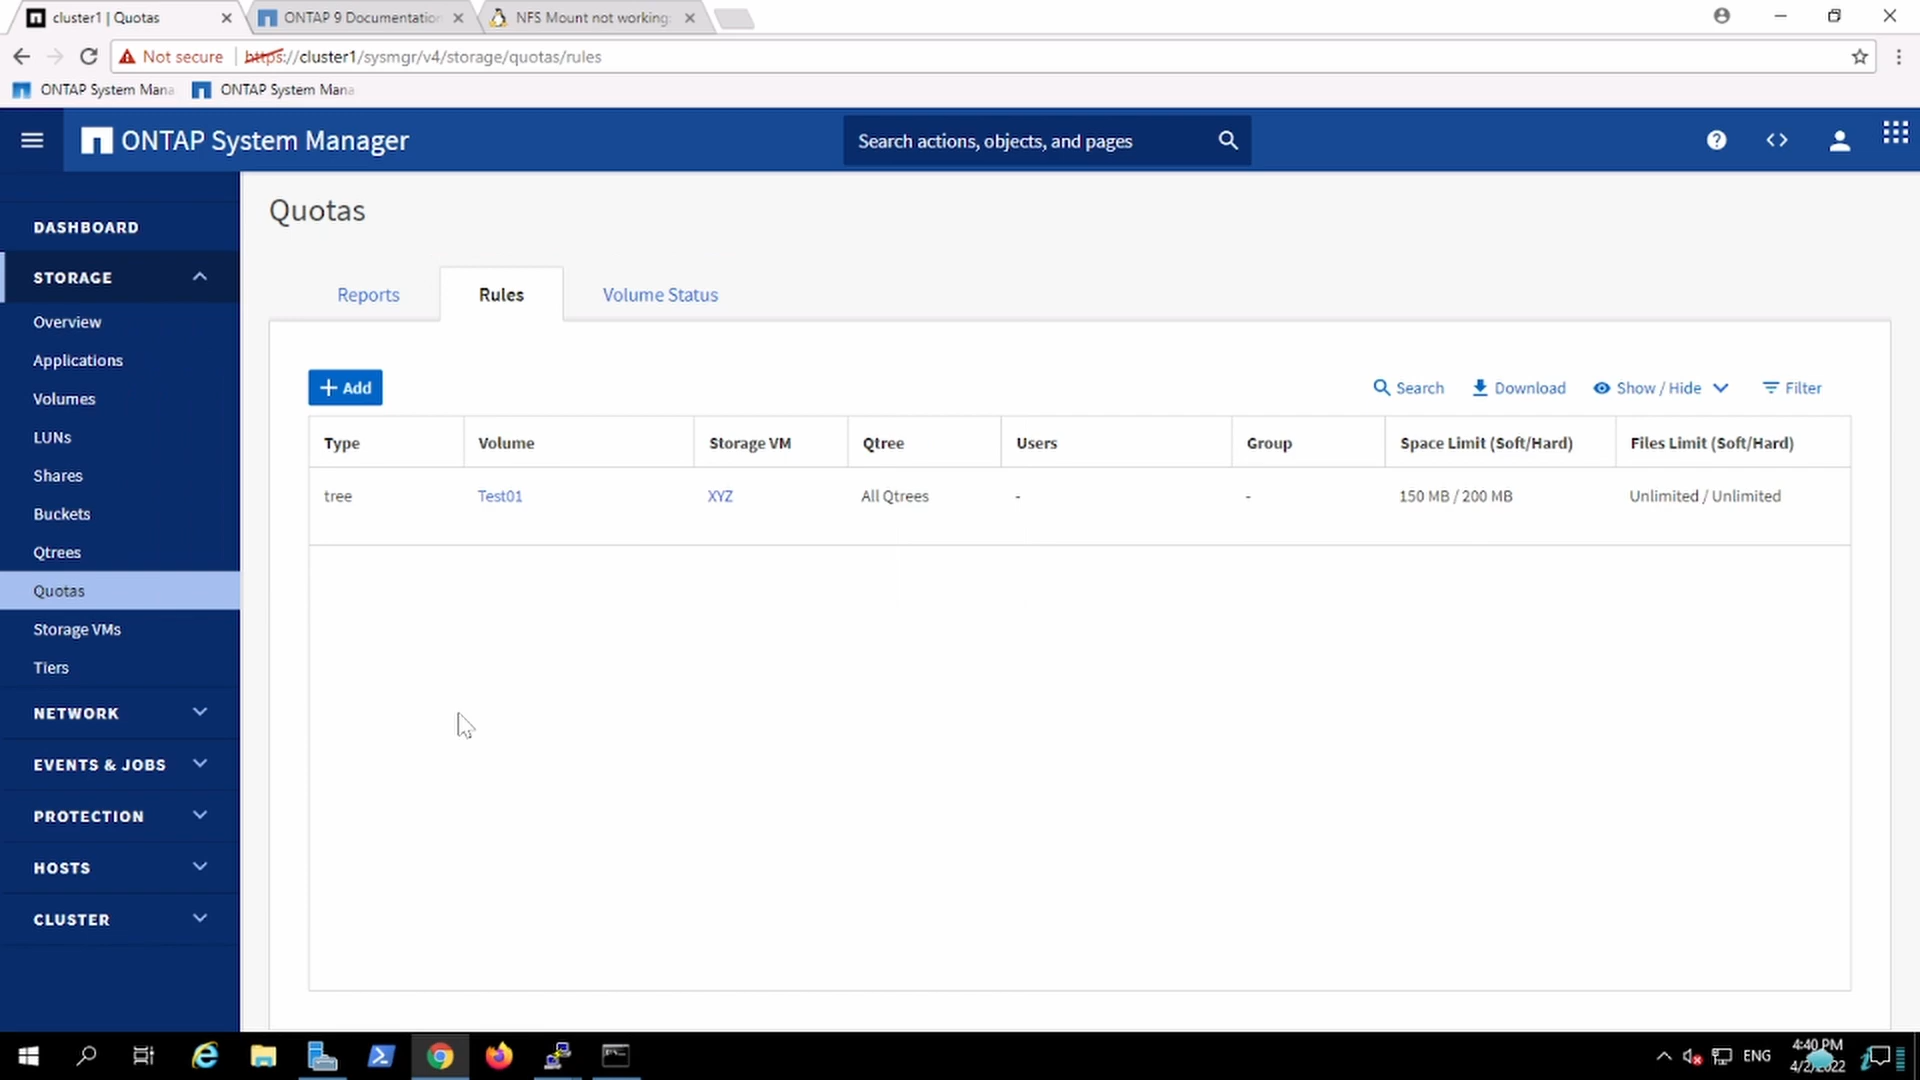 cluster1 | Quotas
ONTAP 9 Documentation
NFS Mount not working:
Not secure
https://cluster1/sysmgr/v4/storage/quotas/rules
ONTAP System Mana
ONTAP System Mana
ONTAP System Manager
Search actions, objects, and pages
DASHBOARD
STORAGE
Overview
Applications
Volumes
LUNs
Shares
Buckets
Qtrees
Quotas
Storage VMs
Tiers
NETWORK
EVENTS & JOBS
PROTECTION
HOSTS
CLUSTER
Quotas
Reports
Rules
Volume Status
+ Add
Search
Download
Show / Hide
Filter
Type Volume Storage VM Qtree Users Group Space Limit (Soft/Hard) Files Limit (Soft/Hard)
tree Test01 XYZ All Qtrees - - 150 MB / 200 MB Unlimited / Unlimited
ENG
4:40 PM
4/2/2022